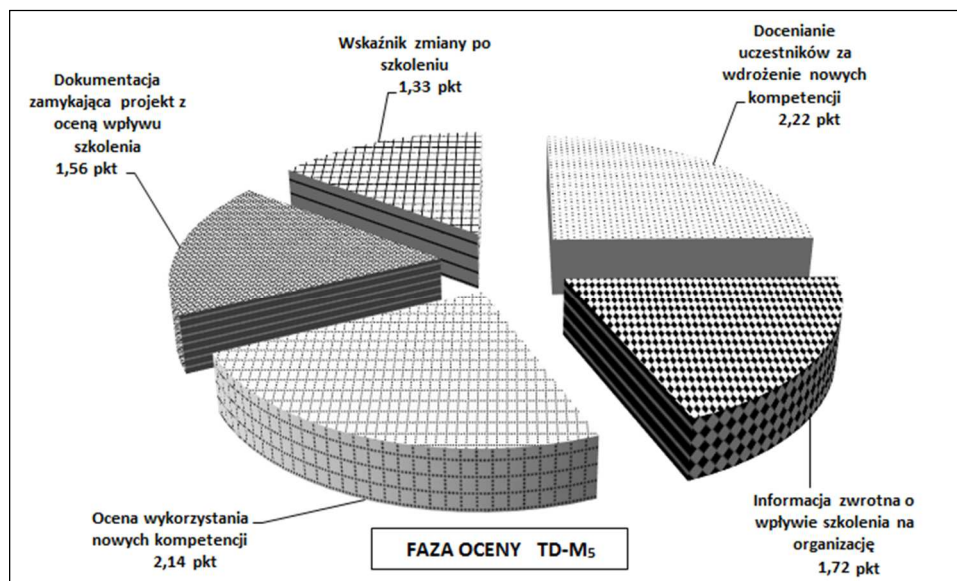 Wskaźnik zmiany po
szkoleniu
1,33 pkt
Docenianie
uczestników za
wdrożenie nowych
kompetencji
2,22 pkt
Dokumentacja
zamykająca projekt z
oceną wpływu
szkolenia
1,56 pkt
Ocena wykorzystania
nowych kompetencji
2,14 pkt
FAZA OCENY TD-M5
Informacja zwrotna o
wpływie szkolenia na
organizację
1,72 pkt